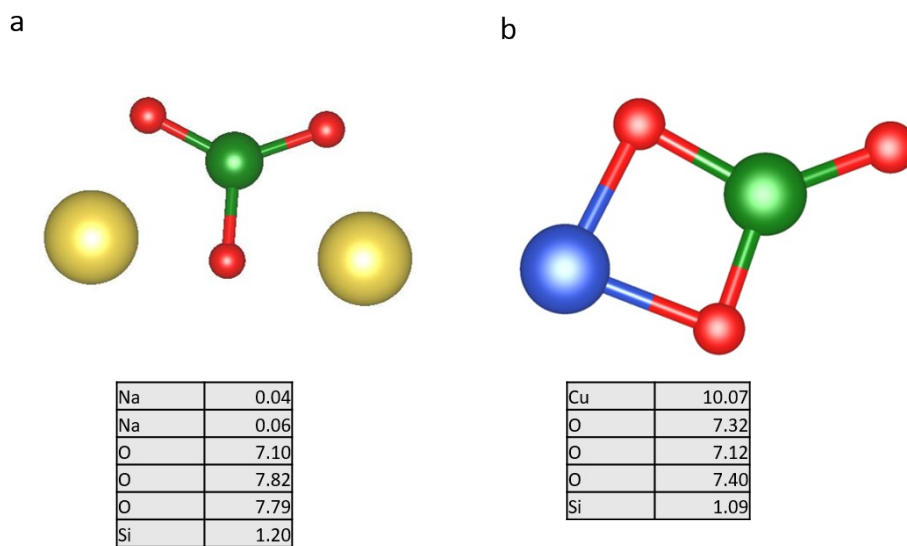 a
b
Na 0.04
Na 0.06
O 7.10
O 7.82
O 7.79
Si 1.20
Cu 10.07
O 7.32
O 7.12
O 7.40
Si 1.09